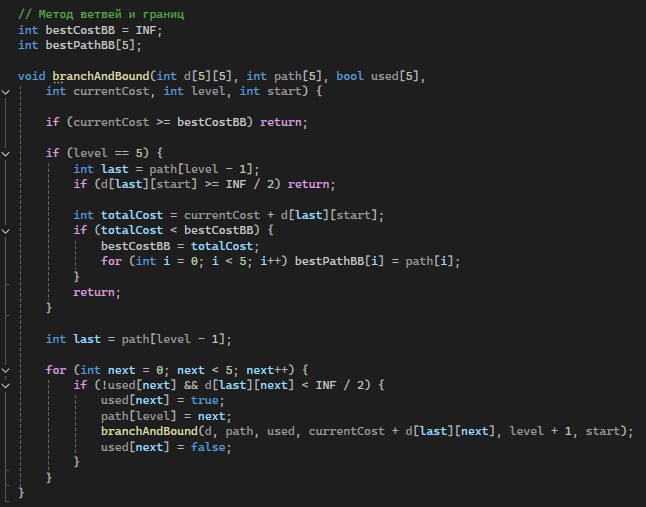 // Метод ветвей и границ
int bestCostBB = INF;
int bestPathBB[5];
void branchAndBound(int d[5][5], int path[5], bool used[5],
int currentCost, int level, int start) {
if (currentCost >= bestCostBB) return;
if (level == 5) {
int last = path[level - 1];
if (d[last][start] >= INF / 2) return;
int totalCost = currentCost + d[last][start];
if (totalCost < bestCostBB) {
bestCostBB = totalCost;
for (int i = 0; i < 5; i++) bestPathBB[i] = path[i];
}
return;
}
int last = path[level - 1];
for (int next = 0; next < 5; next++) {
if (!used[next] && d[last][next] < INF / 2) {
used[next] = true;
path[level] = next;
branchAndBound(d, path, used, currentCost + d[last][next], level + 1, start);
used[next] = false;
}
}
}